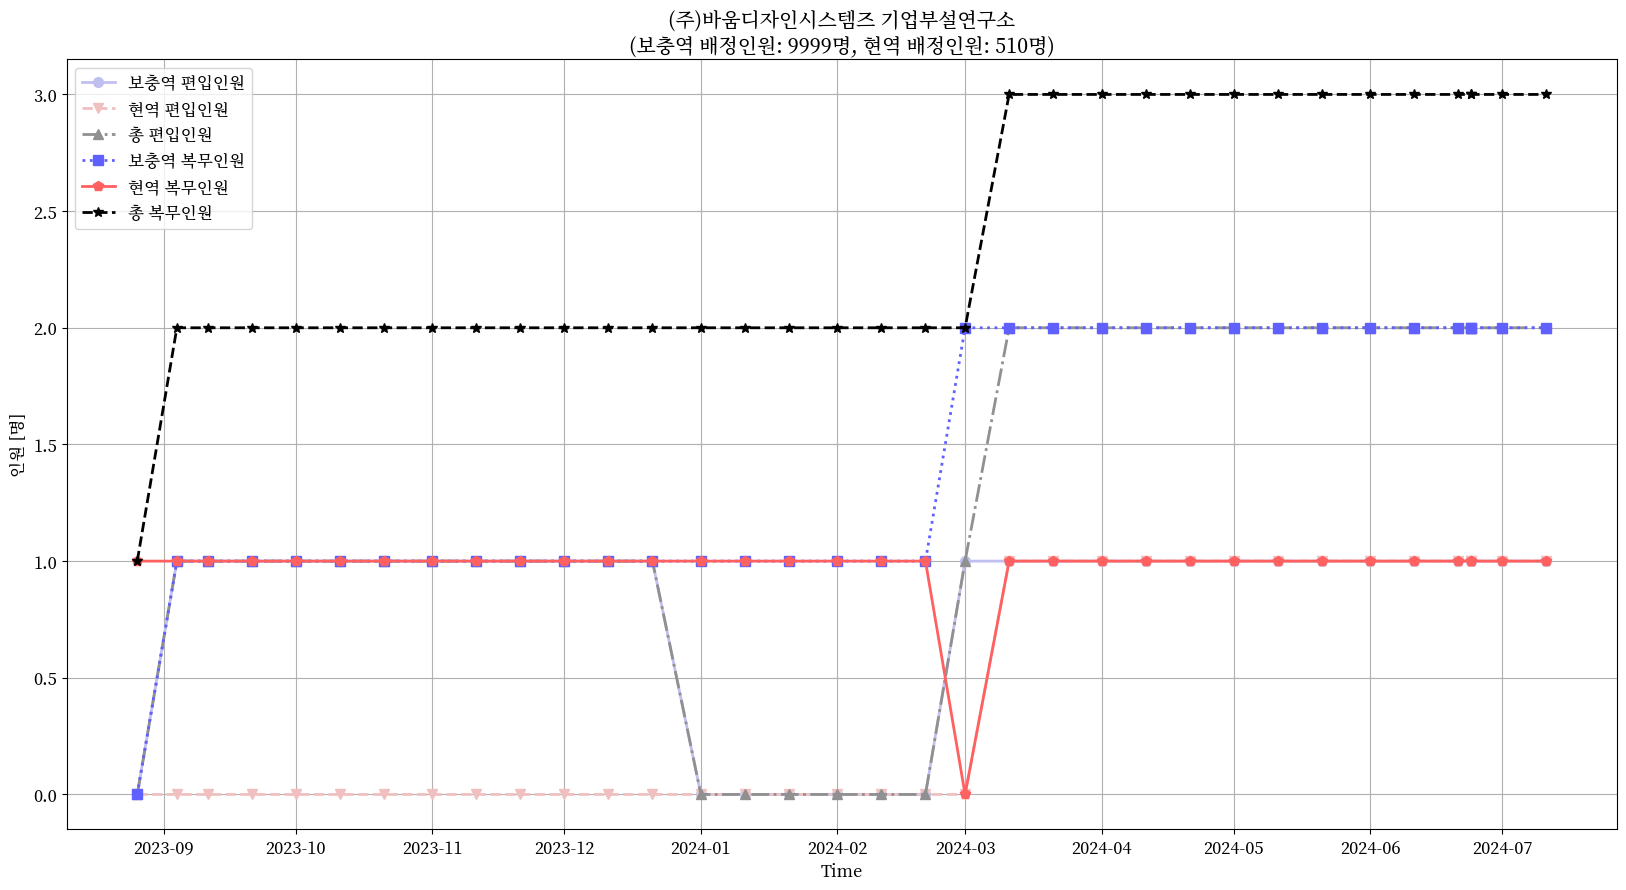 (주)바움디자인시스템즈 기업부설연구소
(보충역 배정인원: 9999명, 현역 배정인원: 510명)
보충역 편입인원
현역 편입인원
총 편입인원
보충역 복무인원
현역 복무인원
총 복무인원
인원 [명]
3.0
2.5
2.0
1.5
1.0
0.5
0.0
2023-09 2023-10 2023-11 2023-12 2024-01 2024-02 2024-03 2024-04 2024-05 2024-06 2024-07
Time